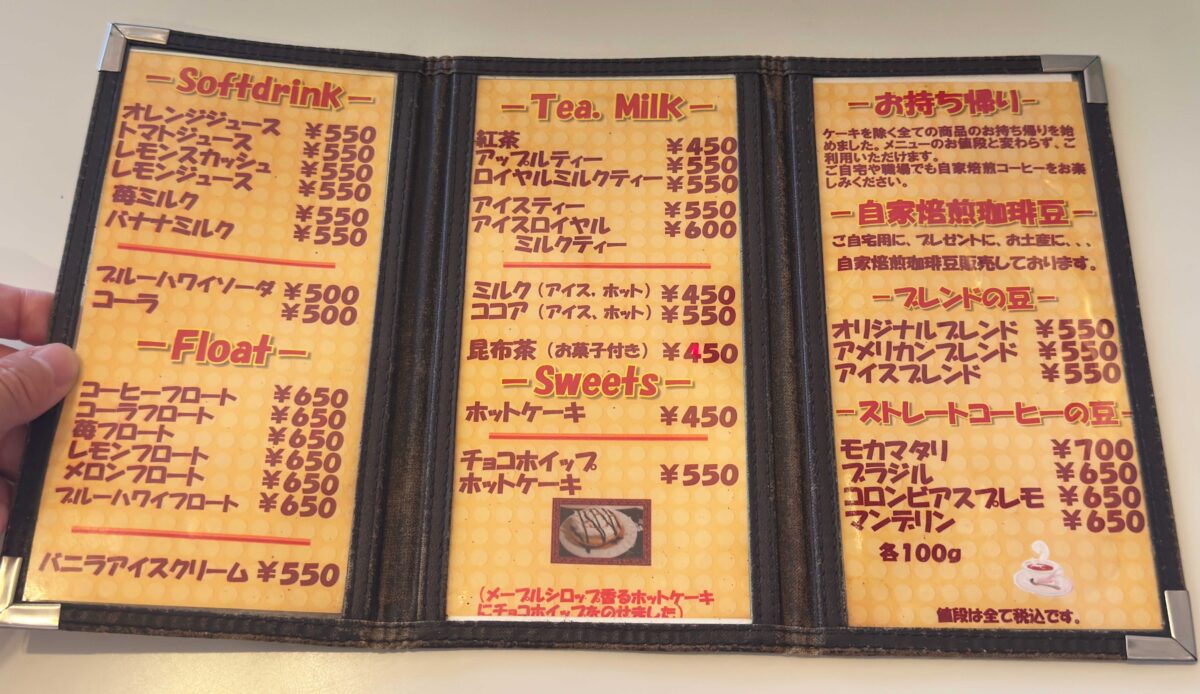 －Softdrink－
オレンジジュース ¥550
トマトジュース ¥550
レモンスカッシュ ¥550
レモンジュース ¥550
苺ミルク ¥550
バナナミルク ¥550
ブルーハワイソーダ ¥500
コーラ ¥500
－Float－
コーヒーフロート ¥650
コーラフロート ¥650
苺フロート ¥650
レモンフロート ¥650
メロンフロート ¥650
ブルーハワイフロート ¥650
バニラアイスクリーム ¥550
－Tea. Milk－
紅茶 ¥450
アップルティー ¥550
ロイヤルミルクティー ¥550
アイスティー ¥550
アイスロイヤル ¥600
ミルクティー
ミルク（アイス．ホット） ¥450
ココア（アイス．ホット） ¥550
昆布茶（お菓子付き） ¥450
－Sweets－
ホットケーキ ¥450
チョコホイップ
ホットケーキ ¥550
（メープルシロップ香るホットケーキ
にチョコホイップをのせました）
－お持ち帰り－
ケーキを除く全ての商品のお持ち帰りを始
めました。メニューのお値段と変わらず、ご
利用いただけます。
ご自宅や職場でも自家焙煎コーヒーをお楽
しみください。
－自家焙煎珈琲豆－
ご自宅用に、プレゼントに、お土産に、、、
自家焙煎珈琲豆販売しております。
－ブレンドの豆－
オリジナルブレンド ¥550
アメリカンブレンド ¥550
アイスブレンド ¥550
－ストレートコーヒーの豆－
モカマタリ ¥700
ブラジル ¥650
コロンビアスプレモ ¥650
マンデリン ¥650
各100g
値段は全て税込です。